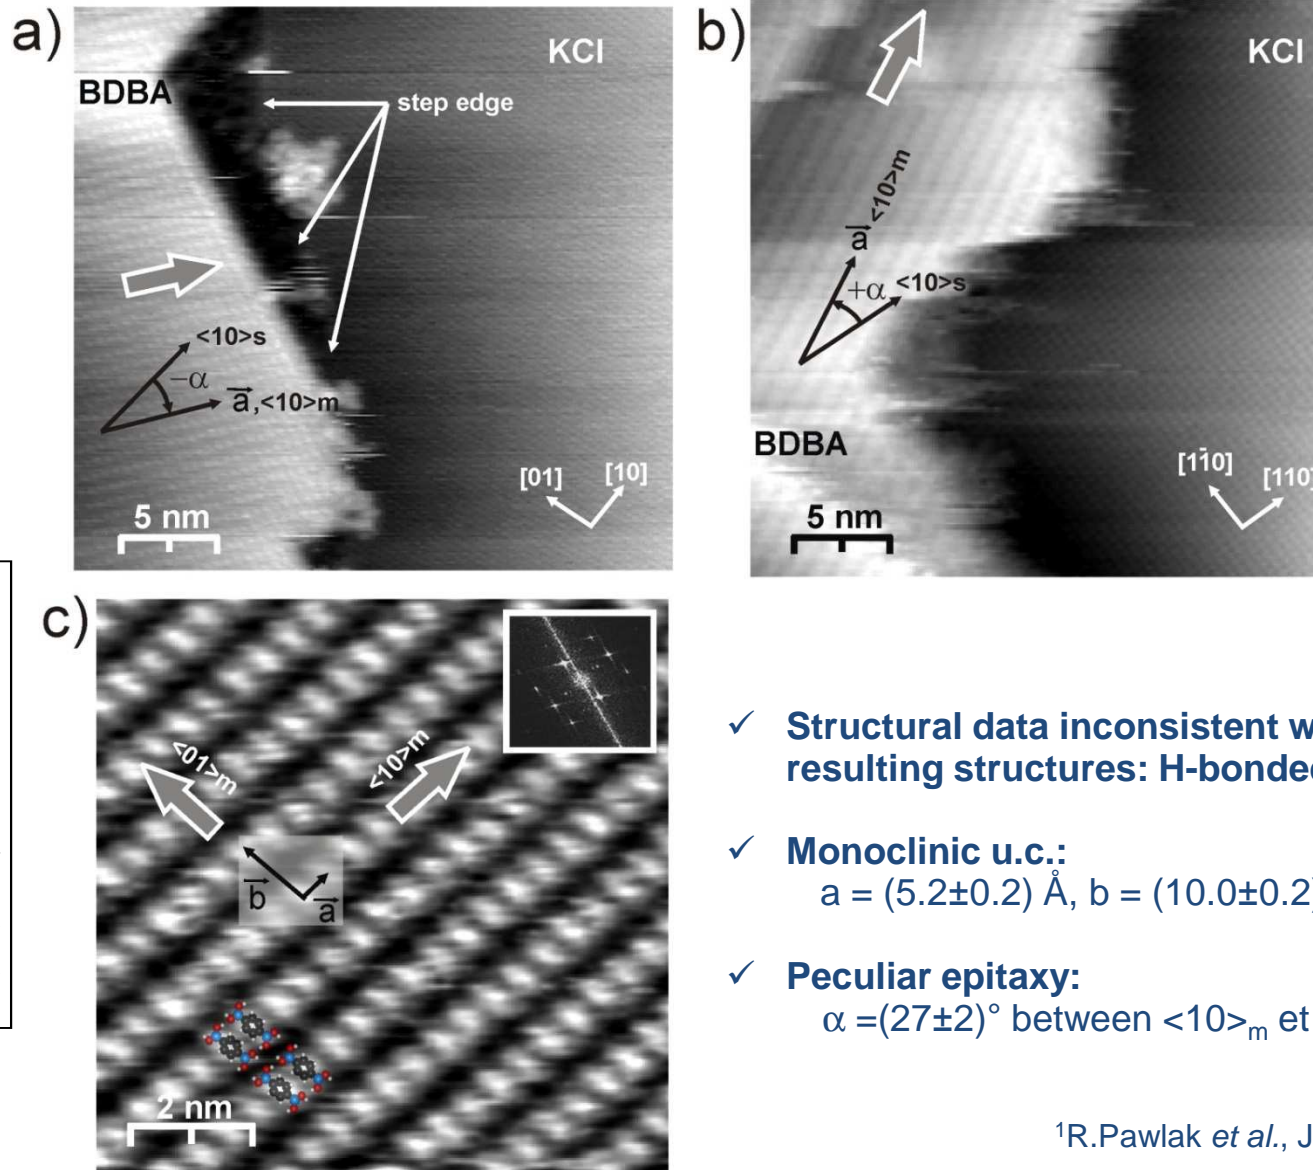 a)
KCl
BDBA
step edge
<10>s
−α
a,<10>m
[01] [10]
5 nm
b)
KCl
<10>m
a
+α <10>s
BDBA
[11̄0] [110]
5 nm
c)
<01>m
<10>m
b
a
2 nm
✓ Structural data inconsistent w
resulting structures: H-bonded
✓ Monoclinic u.c.:
a = (5.2±0.2) Å, b = (10.0±0.2)
✓ Peculiar epitaxy:
α =(27±2)° between <10>m et
1R.Pawlak et al., J